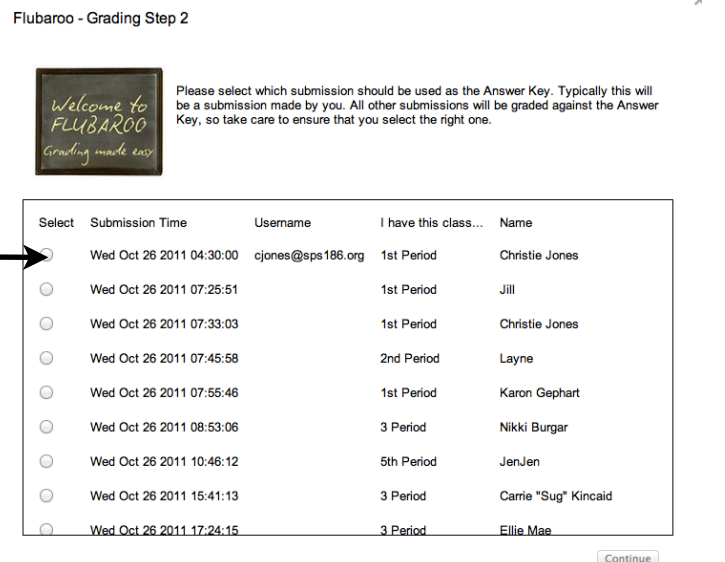 Flubaroo - Grading Step 2
Welcome to
FLUBAROO
Grading made easy
Please select which submission should be used as the Answer Key. Typically this will
be a submission made by you. All other submissions will be graded against the Answer
Key, so take care to ensure that you select the right one.
Select Submission Time Username I have this class... Name
Wed Oct 26 2011 04:30:00 cjones@sps186.org 1st Period Christie Jones
Wed Oct 26 2011 07:25:51 1st Period Jill
Wed Oct 26 2011 07:33:03 1st Period Christie Jones
Wed Oct 26 2011 07:45:58 2nd Period Layne
Wed Oct 26 2011 07:55:46 1st Period Karon Gephart
Wed Oct 26 2011 08:53:06 3 Period Nikki Burgar
Wed Oct 26 2011 10:46:12 5th Period JenJen
Wed Oct 26 2011 15:41:13 3 Period Carrie "Sug" Kincaid
Wed Oct 26 2011 17:24:15 3 Period Ellie Mae
Continue